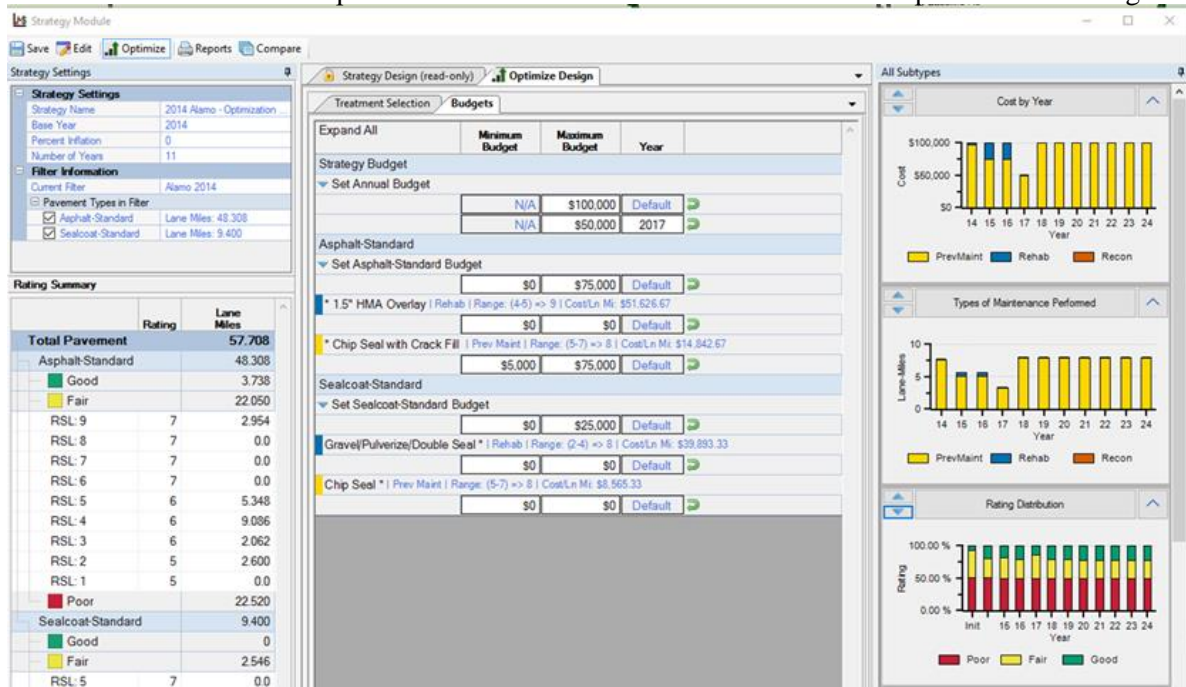 Strategy Module
Save Edit Optimize Reports Compare
Strategy Settings
Strategy Settings
Strategy Name 2014 Alamo - Optimization ...
Base Year 2014
Percent Inflation 0
Number of Years 11
Filter Information
Current Filter Alamo 2014
Pavement Types in Filter
Asphalt-Standard Lane Miles: 48.308
Sealcoat-Standard Lane Miles: 9.400
Rating Summary
Rating Lane Miles
Total Pavement 57.708
Asphalt-Standard 48.308
Good 3.738
Fair 22.050
RSL: 9 7 2.954
RSL: 8 7 0.0
RSL: 7 7 0.0
RSL: 6 7 0.0
RSL: 5 6 5.348
RSL: 4 6 9.086
RSL: 3 6 2.062
RSL: 2 5 2.600
RSL: 1 5 0.0
Poor 22.520
Sealcoat-Standard 9.400
Good 0
Fair 2.546
RSL: 5 7 0.0
Strategy Design (read-only) Optimize Design
Treatment Selection Budgets
Expand All Minimum Budget Maximum Budget Year
Strategy Budget
Set Annual Budget
N/A $100,000 Default
N/A $50,000 2017
Asphalt-Standard
Set Asphalt-Standard Budget
$0 $75,000 Default
* 1.5" HMA Overlay | Rehab | Range: (4-5) => 9 | Cost/Ln Mi: $51,626.67
$0 $0 Default
* Chip Seal with Crack Fill | Prev Maint | Range: (5-7) => 8 | Cost/Ln Mi: $14,842.67
$5,000 $75,000 Default
Sealcoat-Standard
Set Sealcoat-Standard Budget
$0 $25,000 Default
Gravel/Pulverize/Double Seal * | Rehab | Range: (2-4) => 8 | Cost/Ln Mi: $39,893.33
$0 $0 Default
Chip Seal * | Prev Maint | Range: (5-7) => 8 | Cost/Ln Mi: $8,565.33
$0 $0 Default
All Subtypes
Cost by Year
Cost
$100,000
$50,000
$0
14 15 16 17 18 19 20 21 22 23 24
Year
PrevMaint Rehab Recon
Types of Maintenance Performed
Lane-Miles
10
5
0
14 15 16 17 18 19 20 21 22 23 24
Year
PrevMaint Rehab Recon
Rating Distribution
Rating
100.00 %
50.00 %
0.00 %
Init 15 16 17 18 19 20 21 22 23 24
Year
Poor Fair Good